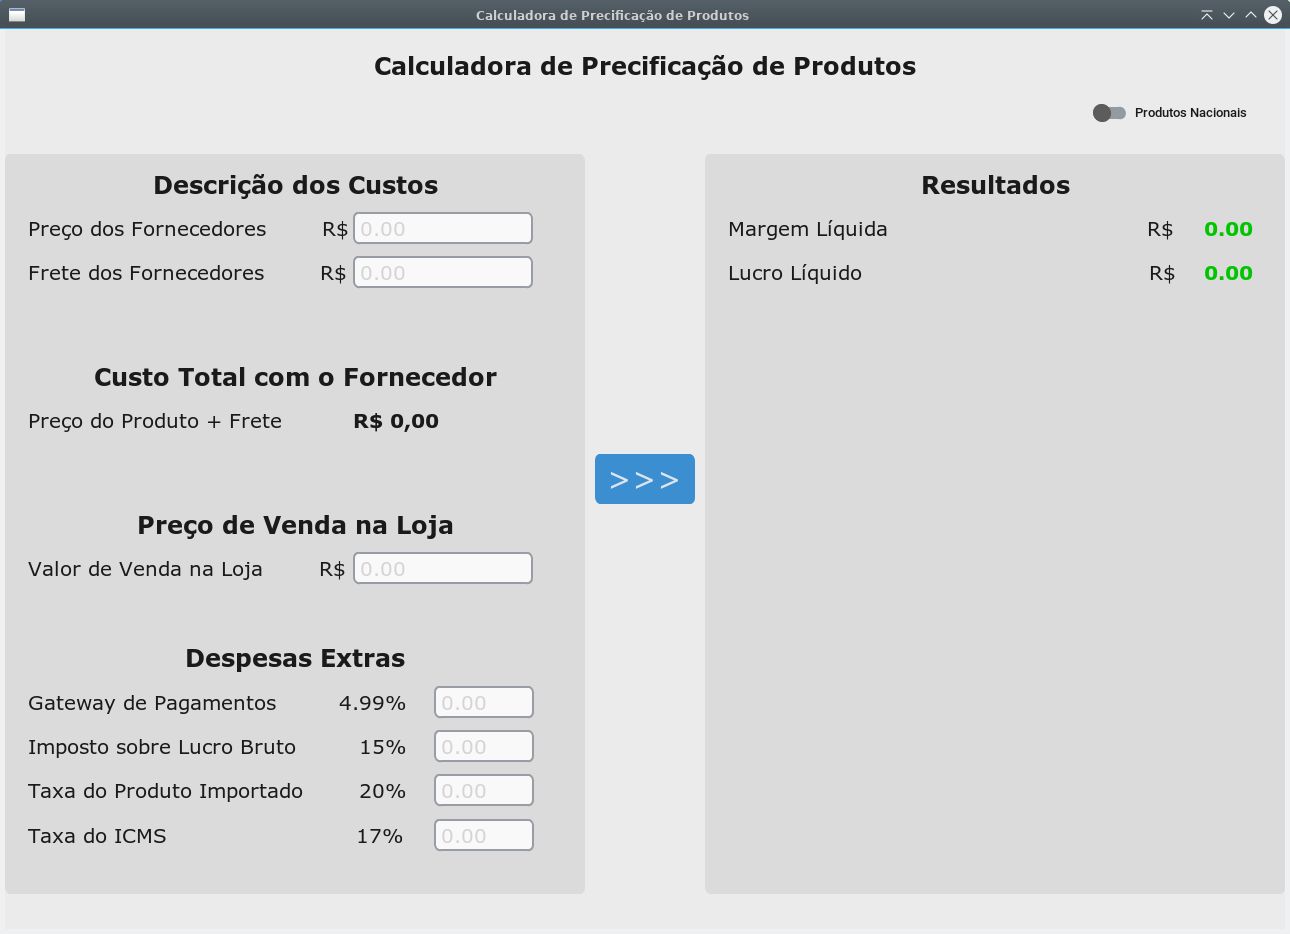 Calculadora de Precificação de Produtos
Calculadora de Precificação de Produtos
Produtos Nacionais
Descrição dos Custos
Preço dos Fornecedores R$ 0.00
Frete dos Fornecedores R$ 0.00
Custo Total com o Fornecedor
Preço do Produto + Frete R$ 0,00
Preço de Venda na Loja
Valor de Venda na Loja R$ 0.00
Despesas Extras
Gateway de Pagamentos 4.99% 0.00
Imposto sobre Lucro Bruto 15% 0.00
Taxa do Produto Importado 20% 0.00
Taxa do ICMS 17% 0.00
>>>
Resultados
Margem Líquida R$ 0.00
Lucro Líquido R$ 0.00